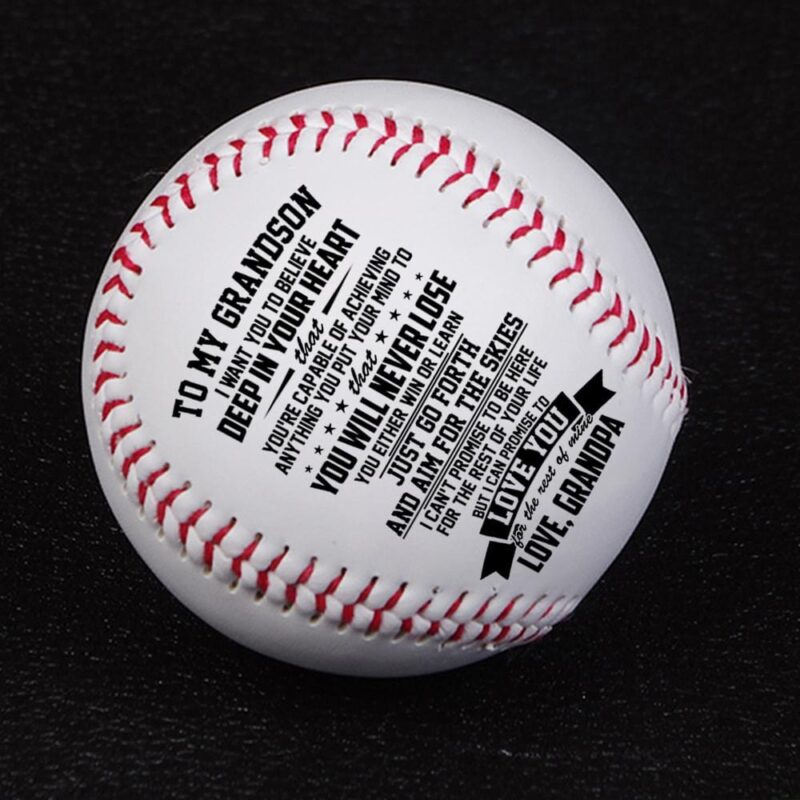 TO MY GRANDSON
I WANT YOU TO BELIEVE
DEEP IN YOUR HEART
that
YOU'RE CAPABLE OF ACHIEVING
ANYTHING YOU PUT YOUR MIND TO
that
YOU WILL NEVER LOSE
YOU EITHER WIN OR LEARN
JUST GO FORTH
AND AIM FOR THE SKIES
I CAN'T PROMISE TO BE HERE
FOR THE REST OF YOUR LIFE
BUT I CAN PROMISE TO
LOVE YOU
for the rest of mine
LOVE, GRANDPA